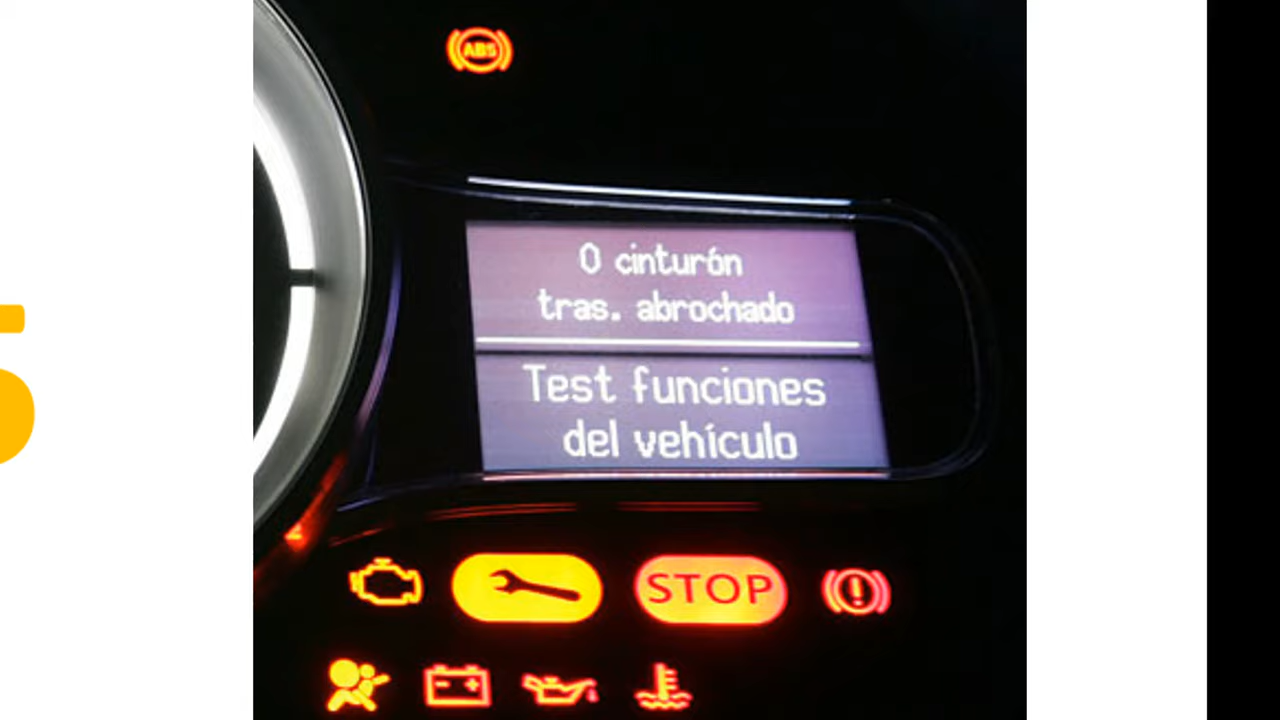 ABS
0 cinturón
tras. abrochado
Test funciones
del vehículo
STOP